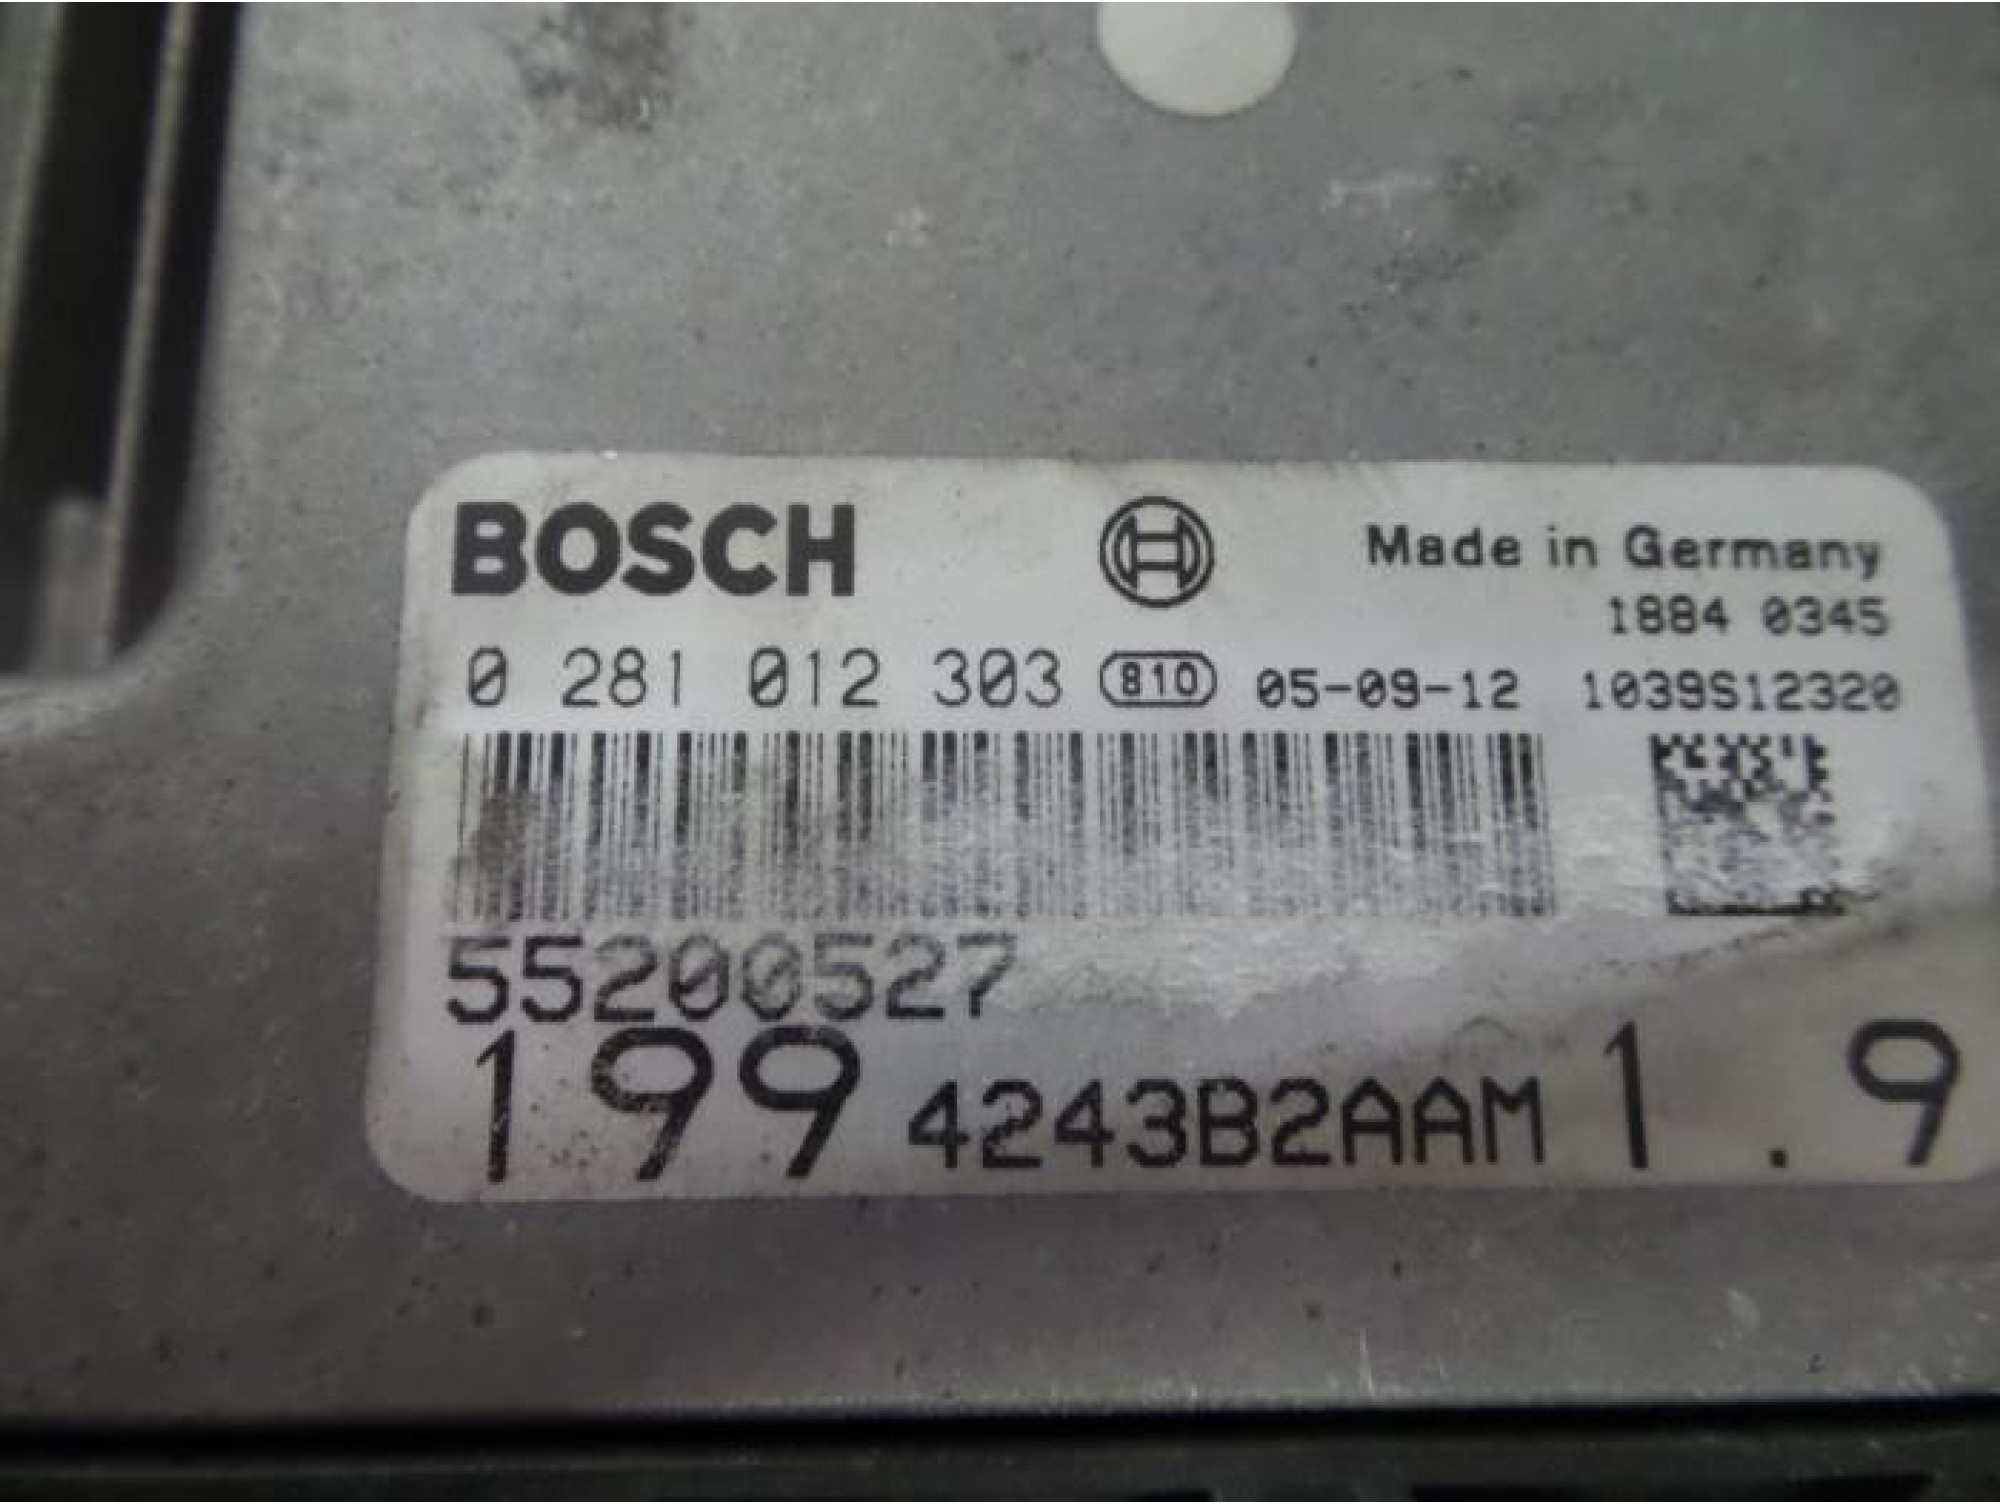 BOSCH Made in Germany
1884 0345
0 281 012 303 810 05-09-12 1039S12320
55200527
199 4243B2AAM 1.9